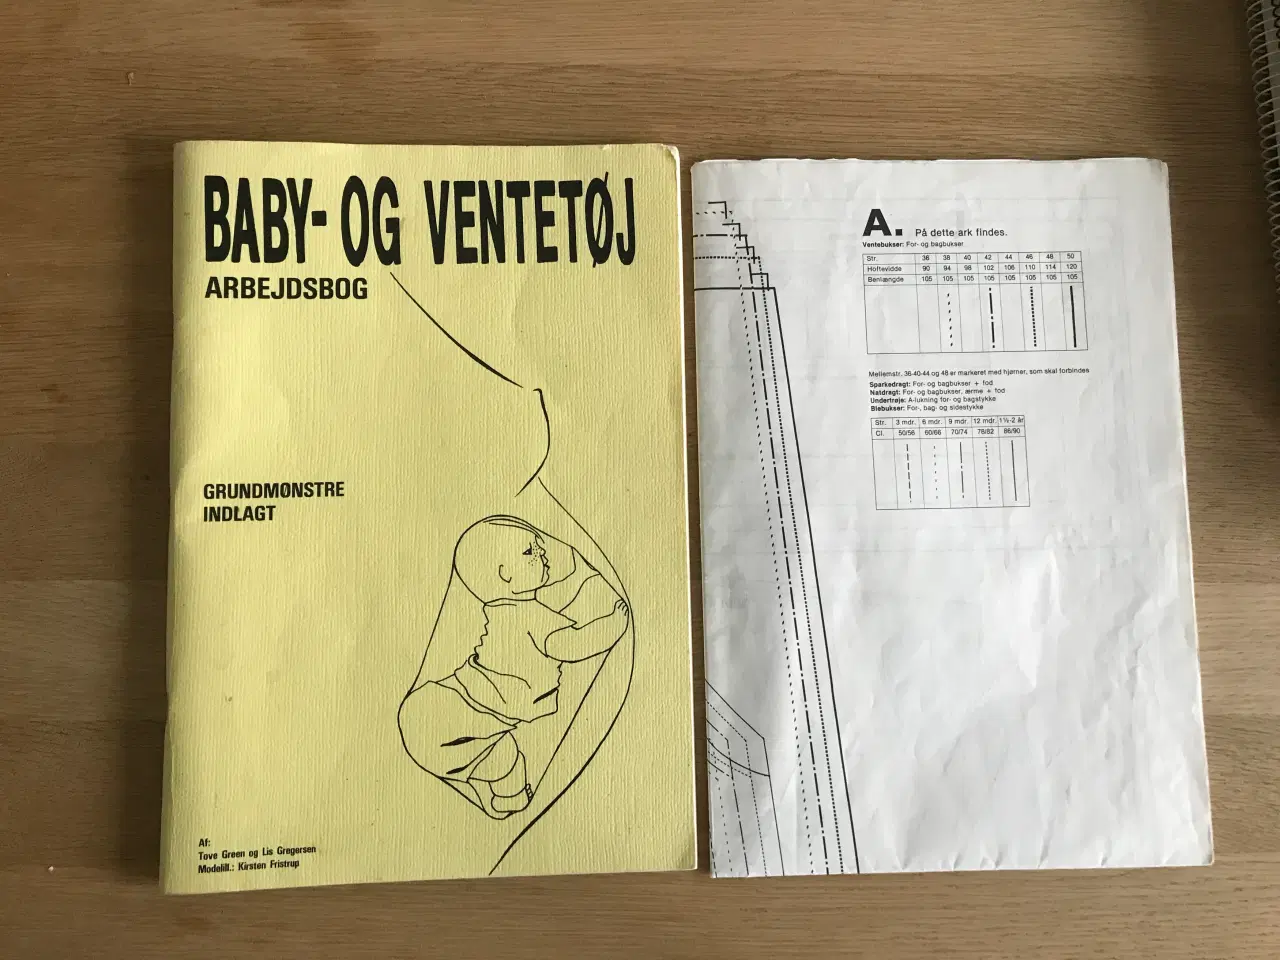 BABY- OG VENTETØJ
ARBEJDSBOG
GRUNDMØNSTRE
INDLAGT
Af:
Tove Green og Lis Gregersen
Modelill.: Kirsten Fristrup
A. På dette ark findes.
Ventebukser: For- og bagbukser
Str. 36 38 40 42 44 46 48 50
Hoftevidde 90 94 98 102 106 110 114 120
Benlængde 105 105 105 105 105 105 105 105
Mellemstr. 36-40-44 og 48 er markeret med hjørner, som skal forbindes
Sparkedragt: For- og bagbukser + fod
Natdragt: For- og bagbukser, ærme + fod
Undertrøje: A-lukning for- og bagstykke
Blebukser: For-, bag- og sidestykke
Str. 3 mdr. 6 mdr. 9 mdr. 12 mdr. 1½-2 år
Cl. 50/56 60/66 70/74 78/82 86/90